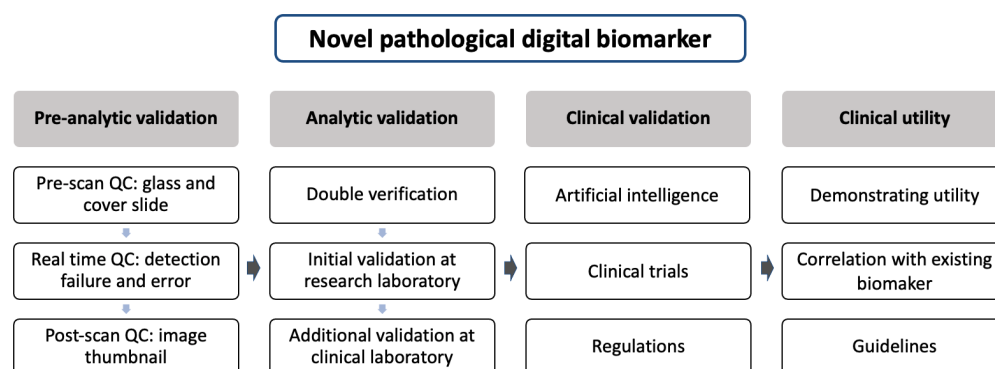 Novel pathological digital biomarker
Pre-analytic validation
Analytic validation
Clinical validation
Clinical utility
Pre-scan QC: glass and
cover slide
Double verification
Artificial intelligence
Demonstrating utility
Real time QC: detection
failure and error
Initial validation at
research laboratory
Clinical trials
Correlation with existing
biomaker
Post-scan QC: image
thumbnail
Additional validation at
clinical laboratory
Regulations
Guidelines